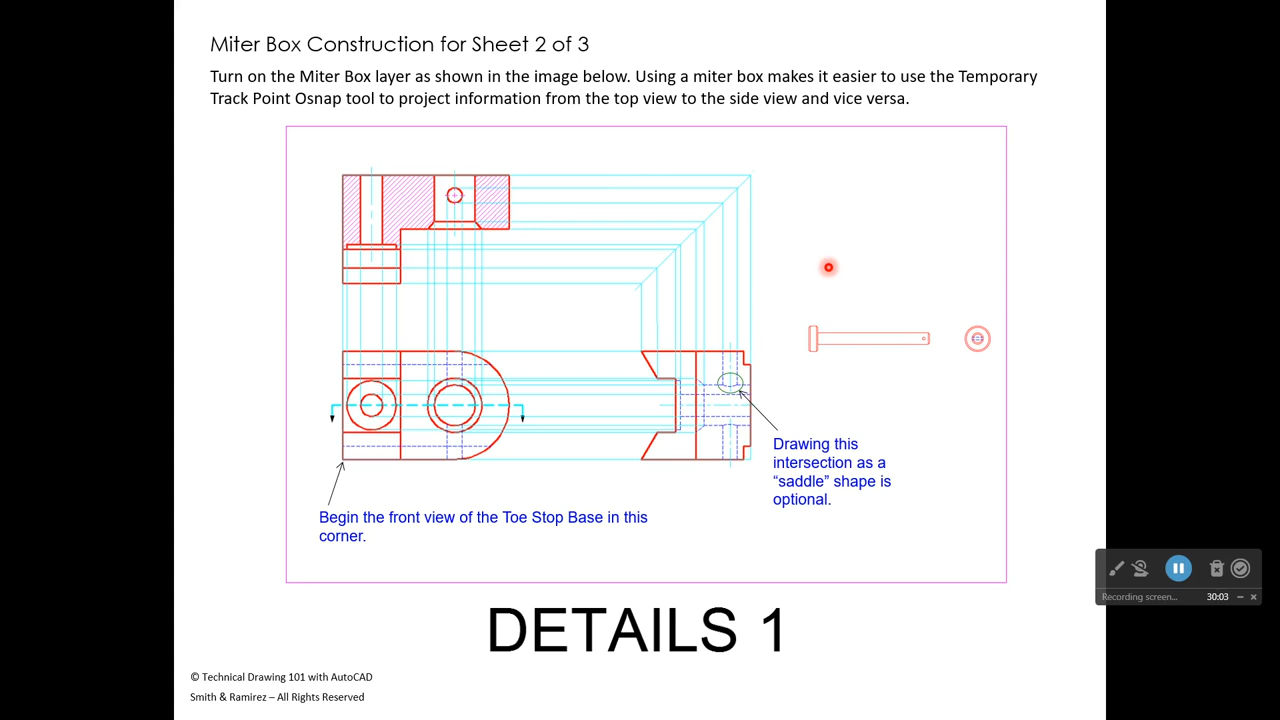 Miter Box Construction for Sheet 2 of 3
Turn on the Miter Box layer as shown in the image below. Using a miter box makes it easier to use the Temporary
Track Point Osnap tool to project information from the top view to the side view and vice versa.
Drawing this
intersection as a
“saddle” shape is
optional.
Begin the front view of the Toe Stop Base in this
corner.
Recording screen...
30:03
DETAILS 1
© Technical Drawing 101 with AutoCAD
Smith & Ramirez – All Rights Reserved